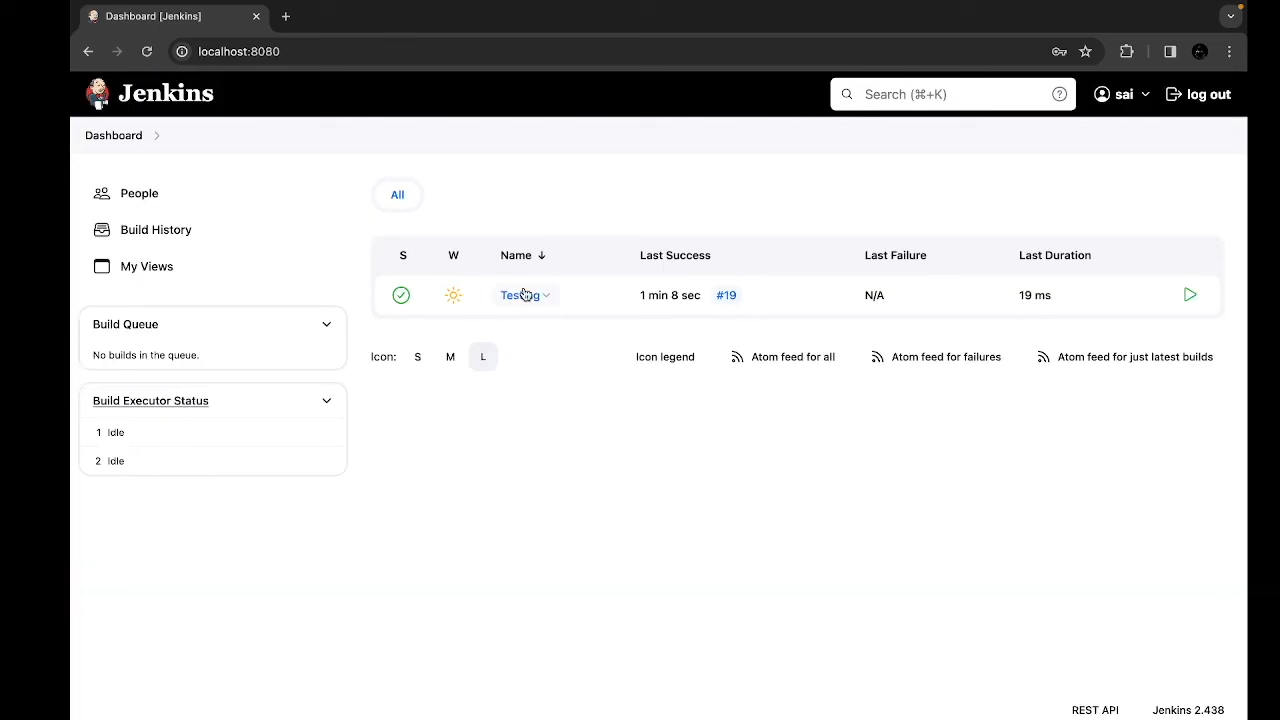 Dashboard [Jenkins]
localhost:8080
Jenkins
Search (⌘+K)
sai
log out
Dashboard
People
Build History
My Views
Build Queue
No builds in the queue.
Build Executor Status
1 Idle
2 Idle
All
S W Name ↓ Last Success Last Failure Last Duration
Testing 1 min 8 sec #19 N/A 19 ms
Icon: S M L Icon legend Atom feed for all Atom feed for failures Atom feed for just latest builds
REST API Jenkins 2.438